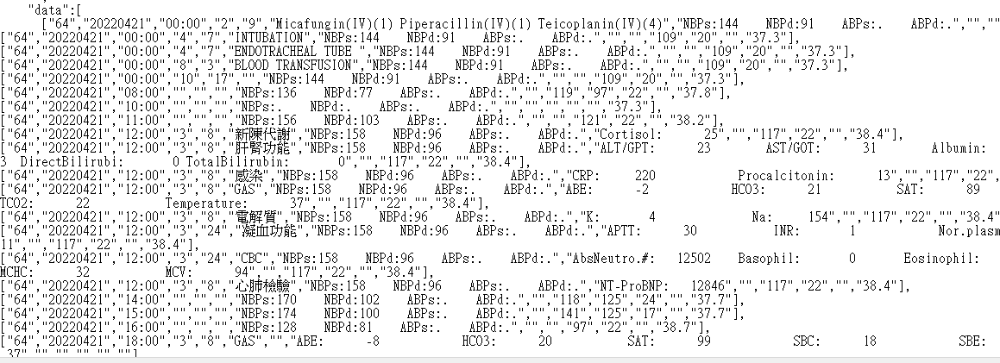 "data":[
["64","20220421","00:00","2","9","Micafungin(IV)(1) Piperacillin(IV)(1) Teicoplanin(IV)(4)","NBPs:144 NBPd:91 ABPs:. ABPd:.","","
["64","20220421","00:00","4","7","INTUBATION","NBPs:144 NBPd:91 ABPs:. ABPd:.","","","109","20","","37.3"],
["64","20220421","00:00","4","7","ENDOTRACHEAL TUBE ","NBPs:144 NBPd:91 ABPs:. ABPd:.","","","109","20","","37.3"],
["64","20220421","00:00","8","3","BLOOD TRANSFUSION","NBPs:144 NBPd:91 ABPs:. ABPd:.","","","109","20","","37.3"],
["64","20220421","00:00","10","17","","NBPs:144 NBPd:91 ABPs:. ABPd:.","","","109","20","","37.3"],
["64","20220421","08:00","","","","NBPs:136 NBPd:77 ABPs:. ABPd:.","","119","97","22","","37.8"],
["64","20220421","10:00","","","","NBPs:. NBPd:. ABPs:. ABPd:.","","","","","","37.3"],
["64","20220421","11:00","","","","NBPs:156 NBPd:103 ABPs:. ABPd:.","","","121","22","","38.2"],
["64","20220421","12:00","3","8","新陳代謝","NBPs:158 NBPd:96 ABPs:. ABPd:.","Cortisol: 25","","117","22","","38.4"],
["64","20220421","12:00","3","8","肝腎功能","NBPs:158 NBPd:96 ABPs:. ABPd:.","ALT/GPT: 23 AST/GOT: 31 Albumin:
3 DirectBilirubi: 0 TotalBilirubin: 0","","117","22","","38.4"],
["64","20220421","12:00","3","8","感染","NBPs:158 NBPd:96 ABPs:. ABPd:.","CRP: 220 Procalcitonin: 13","","117","22",
["64","20220421","12:00","3","8","GAS","NBPs:158 NBPd:96 ABPs:. ABPd:.","ABE: -2 HCO3: 21 SAT: 89
TCO2: 22 Temperature: 37","","117","22","","38.4"],
["64","20220421","12:00","3","8","電解質","NBPs:158 NBPd:96 ABPs:. ABPd:.","K: 4 Na: 154","","117","22","","38.4"
["64","20220421","12:00","3","24","凝血功能","NBPs:158 NBPd:96 ABPs:. ABPd:.","APTT: 30 INR: 1 Nor.plasm
11","","117","22","","38.4"],
["64","20220421","12:00","3","24","CBC","NBPs:158 NBPd:96 ABPs:. ABPd:.","AbsNeutro.#: 12502 Basophil: 0 Eosinophil:
MCHC: 32 MCV: 94","","117","22","","38.4"],
["64","20220421","12:00","3","8","心肺檢驗","NBPs:158 NBPd:96 ABPs:. ABPd:.","NT-ProBNP: 12846","","117","22","","38.4"],
["64","20220421","14:00","","","","NBPs:170 NBPd:102 ABPs:. ABPd:.","","118","125","24","","37.7"],
["64","20220421","15:00","","","","NBPs:174 NBPd:100 ABPs:. ABPd:.","","141","125","17","","37.7"],
["64","20220421","16:00","","","","NBPs:128 NBPd:81 ABPs:. ABPd:.","","","97","22","","38.7"],
["64","20220421","18:00","3","8","GAS","","ABE: -8 HCO3: 20 SAT: 99 SBC: 18 SBE:
37","","","","",""]